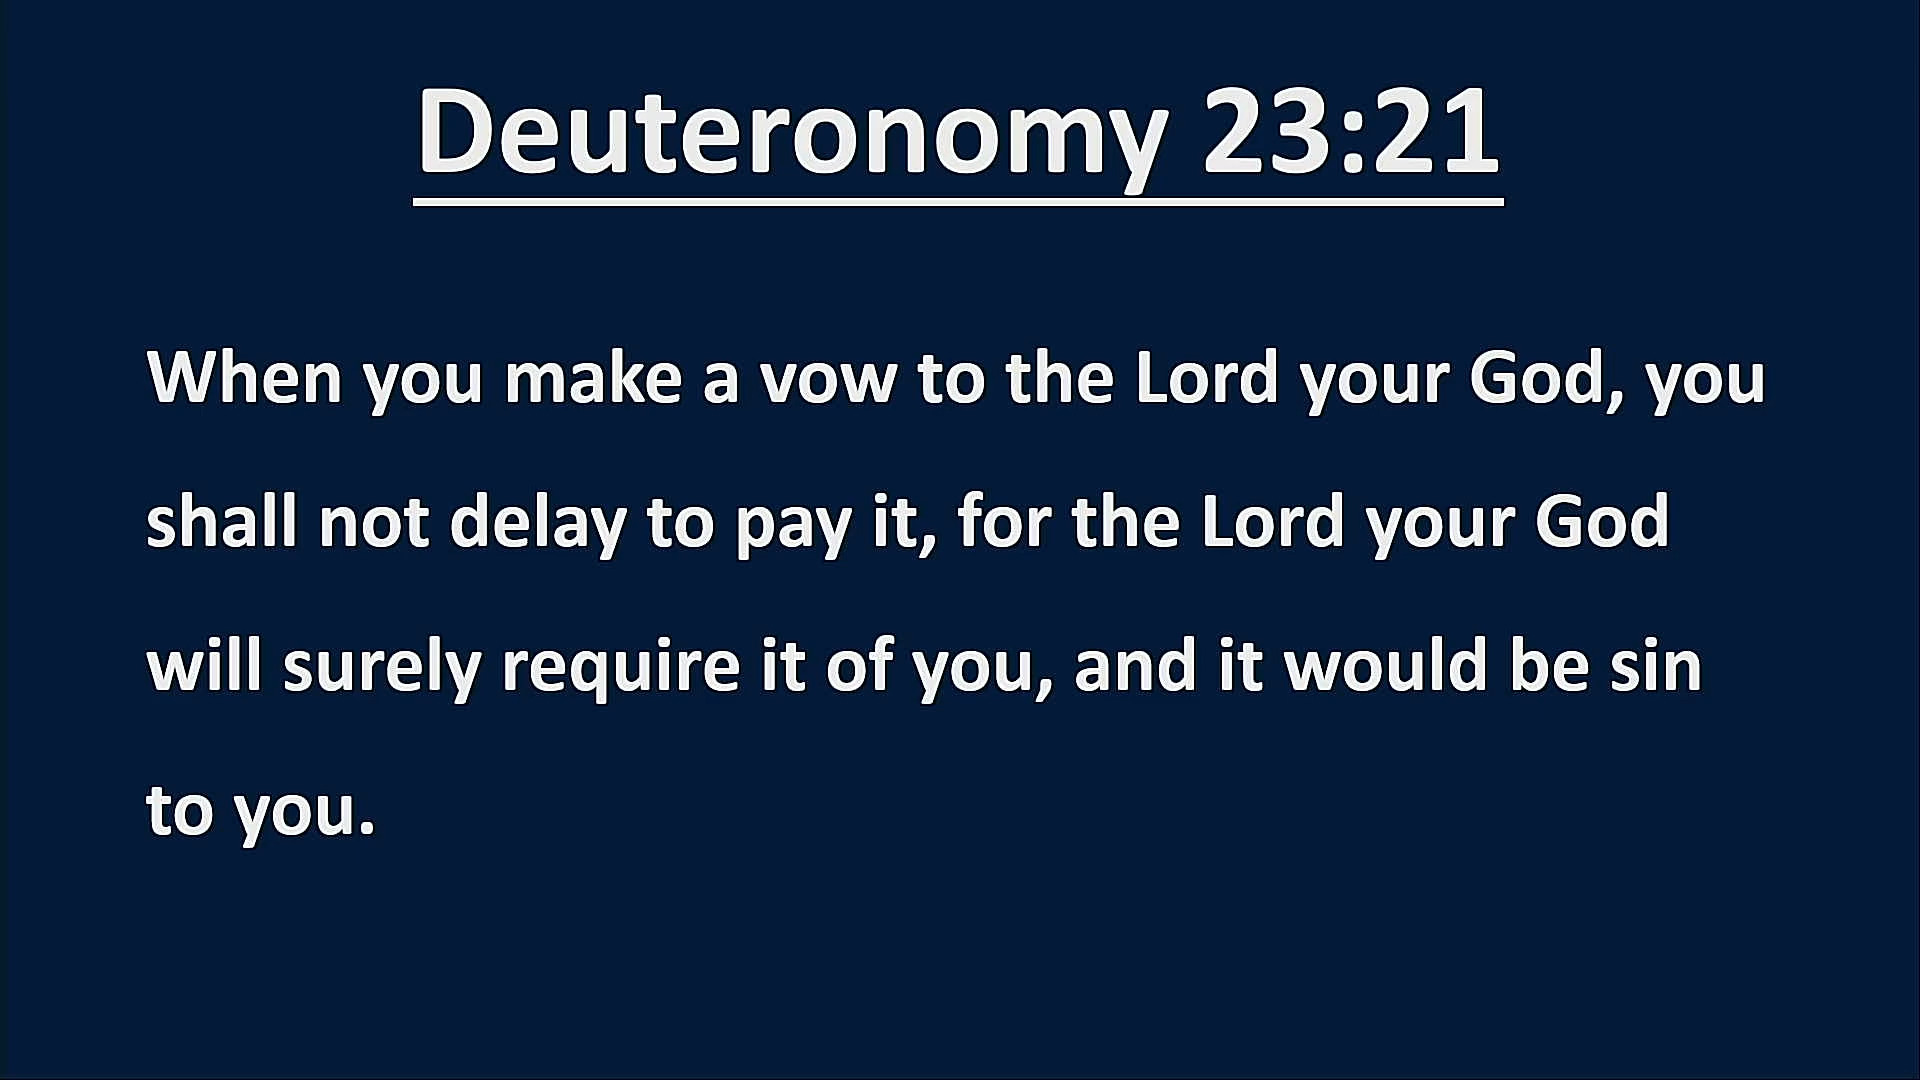 Deuteronomy 23:21
When you make a vow to the Lord your God, you
shall not delay to pay it, for the Lord your God
will surely require it of you, and it would be sin
to you.